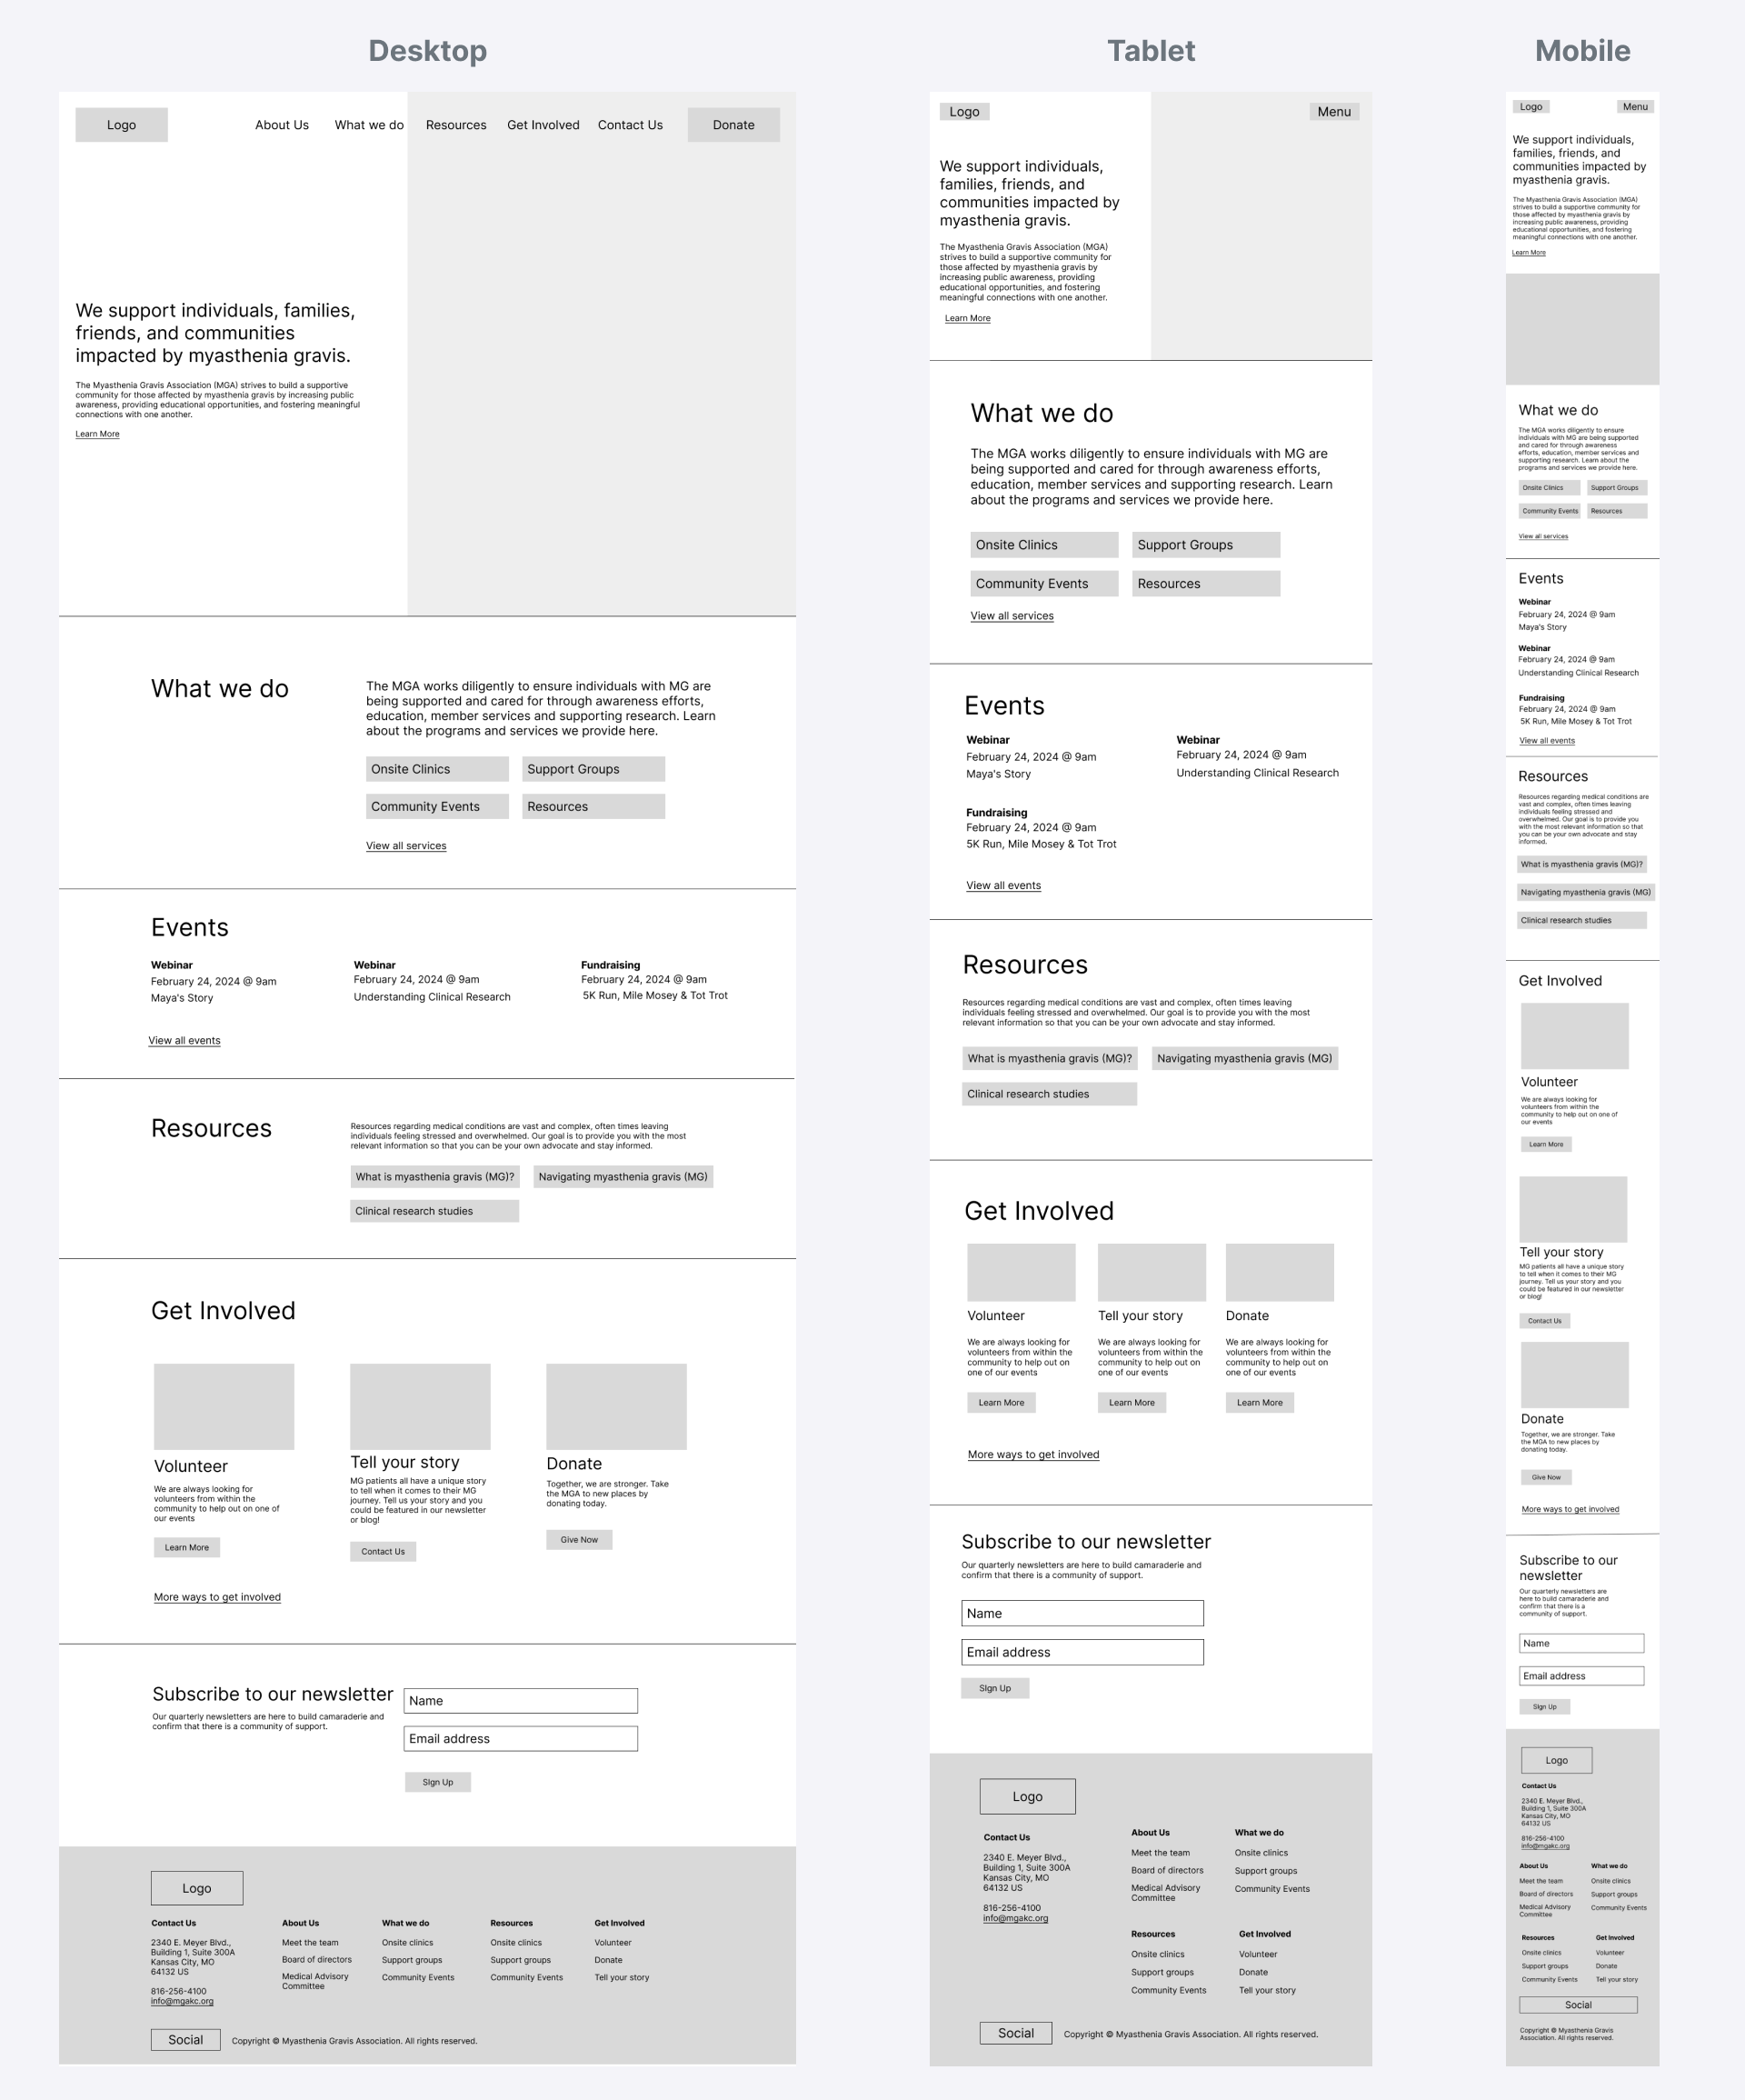 Desktop
Logo
About Us
What we do
Resources
Get Involved
Contact Us
Donate
We support individuals, families,
friends, and communities
impacted by myasthenia gravis.
The Myasthenia Gravis Association (MGA) strives to build a supportive
community for those affected by myasthenia gravis by increasing public
awareness, providing educational opportunities, and fostering meaningful
connections with one another.
Learn More
What we do
The MGA works diligently to ensure individuals with MG are
being supported and cared for through awareness efforts,
education, member services and supporting research. Learn
about the programs and services we provide here.
Onsite Clinics
Support Groups
Community Events
Resources
View all services
Events
Webinar
February 24, 2024 @ 9am
Maya's Story
Webinar
February 24, 2024 @ 9am
Understanding Clinical Research
Fundraising
February 24, 2024 @ 9am
5K Run, Mile Mosey & Tot Trot
View all events
Resources
Resources regarding medical conditions are vast and complex, often times leaving
individuals feeling stressed and overwhelmed. Our goal is to provide you with the most
relevant information so that you can be your own advocate and stay informed.
What is myasthenia gravis (MG)?
Navigating myasthenia gravis (MG)
Clinical research studies
Get Involved
Volunteer
We are always looking for
volunteers from within the
community to help out on one of
our events
Learn More
Tell your story
MG patients all have a unique story
to tell when it comes to their MG
journey. Tell us your story and you
could be featured in our newsletter
or blog!
Contact Us
Donate
Together, we are stronger. Take
the MGA to new places by
donating today.
Give Now
More ways to get involved
Subscribe to our newsletter
Our quarterly newsletters are here to build camaraderie and
confirm that there is a community of support.
Name
Email address
SIgn Up
Logo
Contact Us
2340 E. Meyer Blvd.,
Building 1, Suite 300A
Kansas City, MO
64132 US
816-256-4100
info@mgakc.org
About Us
Meet the team
Board of directors
Medical Advisory
Committee
What we do
Onsite clinics
Support groups
Community Events
Resources
Onsite clinics
Support groups
Community Events
Get Involved
Volunteer
Donate
Tell your story
Social
Copyright © Myasthenia Gravis Association. All rights reserved.
Tablet
Logo
Menu
We support individuals,
families, friends, and
communities impacted by
myasthenia gravis.
The Myasthenia Gravis Association (MGA)
strives to build a supportive community for
those affected by myasthenia gravis by
increasing public awareness, providing
educational opportunities, and fostering
meaningful connections with one another.
Learn More
What we do
The MGA works diligently to ensure individuals with MG are
being supported and cared for through awareness efforts,
education, member services and supporting research. Learn
about the programs and services we provide here.
Onsite Clinics
Support Groups
Community Events
Resources
View all services
Events
Webinar
February 24, 2024 @ 9am
Maya's Story
Webinar
February 24, 2024 @ 9am
Understanding Clinical Research
Fundraising
February 24, 2024 @ 9am
5K Run, Mile Mosey & Tot Trot
View all events
Resources
Resources regarding medical conditions are vast and complex, often times leaving
individuals feeling stressed and overwhelmed. Our goal is to provide you with the most
relevant information so that you can be your own advocate and stay informed.
What is myasthenia gravis (MG)?
Navigating myasthenia gravis (MG)
Clinical research studies
Get Involved
Volunteer
We are always looking for
volunteers from within the
community to help out on
one of our events
Learn More
Tell your story
We are always looking for
volunteers from within the
community to help out on
one of our events
Learn More
Donate
We are always looking for
volunteers from within the
community to help out on
one of our events
Learn More
More ways to get involved
Subscribe to our newsletter
Our quarterly newsletters are here to build camaraderie and
confirm that there is a community of support.
Name
Email address
SIgn Up
Logo
Contact Us
2340 E. Meyer Blvd.,
Building 1, Suite 300A
Kansas City, MO
64132 US
816-256-4100
info@mgakc.org
About Us
Meet the team
Board of directors
Medical Advisory
Committee
What we do
Onsite clinics
Support groups
Community Events
Resources
Onsite clinics
Support groups
Community Events
Get Involved
Volunteer
Donate
Tell your story
Social
Copyright © Myasthenia Gravis Association. All rights reserved.
Mobile
Logo
Menu
We support individuals,
families, friends, and
communities impacted by
myasthenia gravis.
The Myasthenia Gravis Association (MGA)
strives to build a supportive community for
those affected by myasthenia gravis by
increasing public awareness, providing
educational opportunities, and fostering
meaningful connections with one another.
Learn More
What we do
The MGA works diligently to ensure
individuals with MG are being supported
and cared for through awareness
efforts, education, member services and
supporting research. Learn about the
programs and services we provide here.
Onsite Clinics
Support Groups
Community Events
Resources
View all services
Events
Webinar
February 24, 2024 @ 9am
Maya's Story
Webinar
February 24, 2024 @ 9am
Understanding Clinical Research
Fundraising
February 24, 2024 @ 9am
5K Run, Mile Mosey & Tot Trot
View all events
Resources
Resources regarding medical conditions are
vast and complex, often times leaving
individuals feeling stressed and
overwhelmed. Our goal is to provide you
with the most relevant information so that
you can be your own advocate and stay
informed.
What is myasthenia gravis (MG)?
Navigating myasthenia gravis (MG)
Clinical research studies
Get Involved
Volunteer
We are always looking for
volunteers from within the
community to help out on one of
our events
Learn More
Tell your story
MG patients all have a unique story
to tell when it comes to their MG
journey. Tell us your story and you
could be featured in our newsletter
or blog!
Contact Us
Donate
Together, we are stronger. Take
the MGA to new places by
donating today.
Give Now
More ways to get involved
Subscribe to our
newsletter
Our quarterly newsletters are
here to build camaraderie and
confirm that there is a
community of support.
Name
Email address
SIgn Up
Logo
Contact Us
2340 E. Meyer Blvd.,
Building 1, Suite 300A
Kansas City, MO
64132 US
816-256-4100
info@mgakc.org
About Us
Meet the team
Board of directors
Medical Advisory
Committee
What we do
Onsite clinics
Support groups
Community Events
Resources
Onsite clinics
Support groups
Community Events
Get Involved
Volunteer
Donate
Tell your story
Social
Copyright © Myasthenia Gravis
Association. All rights reserved.